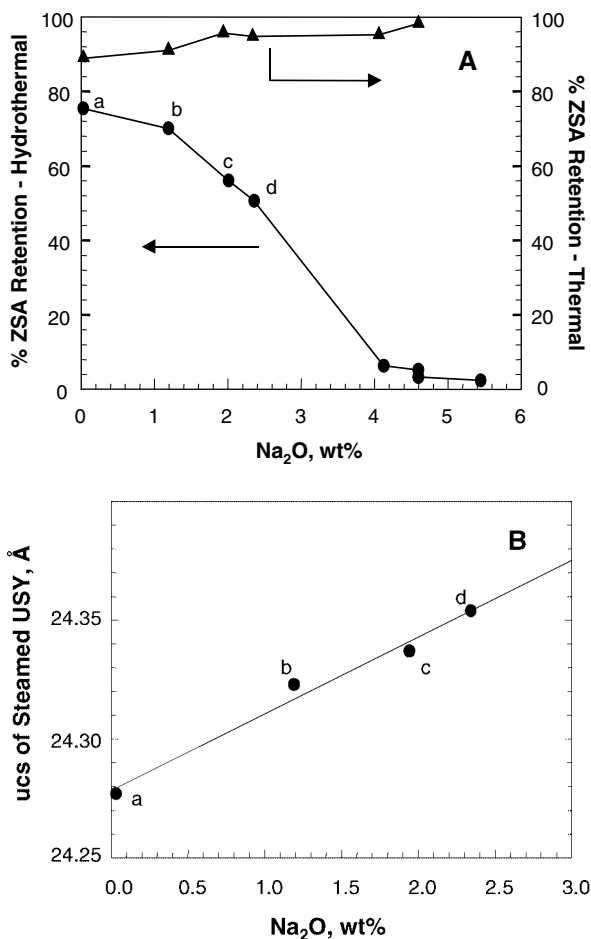 100 100
A
80 80
a
b
60 60
c
d
40 40
20 20
0 0
0 1 2 3 4 5 6
% ZSA Retention - Hydrothermal
% ZSA Retention - Thermal
Na₂O, wt%
B
24.35
d
b
c
24.30
a
24.25
0.0 1.0 1.5 2.0 2.5 3.0
ucs of Steamed USY, Å
Na₂O, wt%